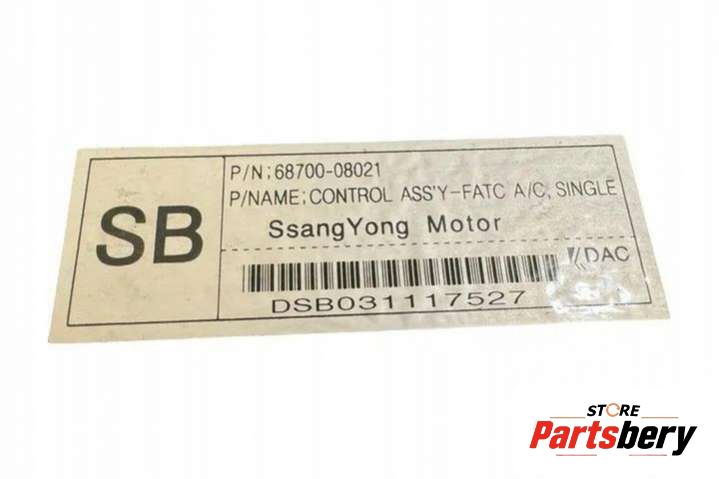 SB
P/N;68700-08021
P/NAME;CONTROL ASS'Y-FATC A/C, SINGLE
SsangYong Motor
DAC
DSB031117527
STORE
Partsbery